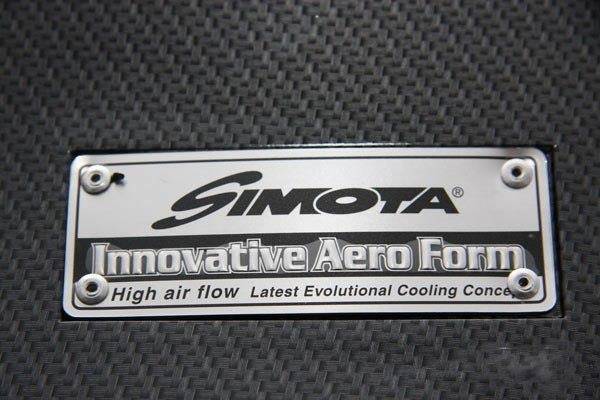 SIMOTA®
Innovative Aero Form
High air flow Latest Evolutional Cooling